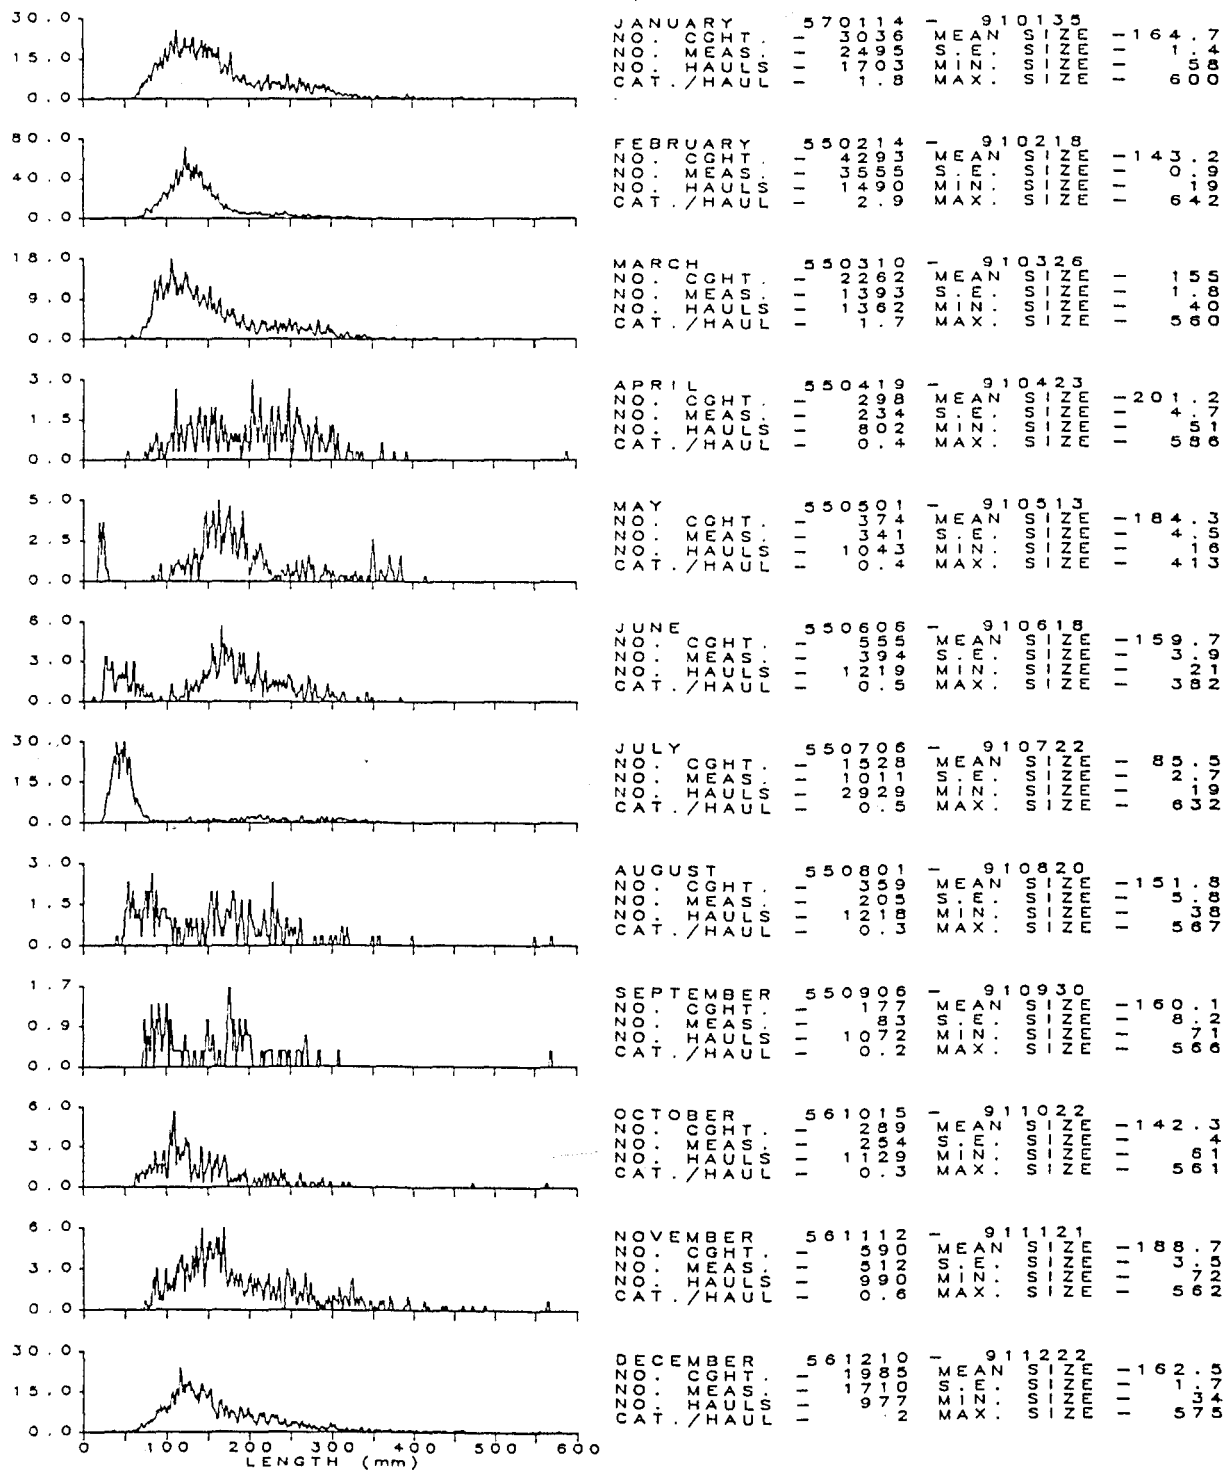 30.0
15.0
0.0
JANUARY 570114 - 910135
NO. CGHT. - 3036 MEAN SIZE -164.7
NO. MEAS. - 2495 S.E. SIZE - 1.4
NO. HAULS - 1703 MIN. SIZE - 58
CAT./HAUL - 1.8 MAX. SIZE - 600
80.0
40.0
0.0
FEBRUARY 550214 - 910218
NO. CGHT. - 4293 MEAN SIZE -143.2
NO. MEAS. - 3555 S.E. SIZE - 0.9
NO. HAULS - 1490 MIN. SIZE - 19
CAT./HAUL - 2.9 MAX. SIZE - 642
18.0
9.0
0.0
MARCH 550310 - 910326
NO. CGHT. - 2262 MEAN SIZE - 155
NO. MEAS. - 1393 S.E. SIZE - 1.8
NO. HAULS - 1362 MIN. SIZE - 40
CAT./HAUL - 1.7 MAX. SIZE - 560
3.0
1.5
0.0
APRIL 550419 - 910423
NO. CGHT. - 298 MEAN SIZE -201.2
NO. MEAS. - 234 S.E. SIZE - 4.7
NO. HAULS - 802 MIN. SIZE - 51
CAT./HAUL - 0.4 MAX. SIZE - 586
5.0
2.5
0.0
MAY 550501 - 910513
NO. CGHT. - 374 MEAN SIZE -184.3
NO. MEAS. - 341 S.E. SIZE - 4.5
NO. HAULS - 1043 MIN. SIZE - 16
CAT./HAUL - 0.4 MAX. SIZE - 413
6.0
3.0
0.0
JUNE 550605 - 910618
NO. CGHT. - 555 MEAN SIZE -159.7
NO. MEAS. - 394 S.E. SIZE - 3.9
NO. HAULS - 1219 MIN. SIZE - 21
CAT./HAUL - 0.5 MAX. SIZE - 382
30.0
15.0
0.0
JULY 550706 - 910722
NO. CGHT. - 1528 MEAN SIZE - 85.5
NO. MEAS. - 1011 S.E. SIZE - 2.7
NO. HAULS - 2929 MIN. SIZE - 19
CAT./HAUL - 0.5 MAX. SIZE - 632
3.0
1.5
0.0
AUGUST 550801 - 910820
NO. CGHT. - 359 MEAN SIZE -151.8
NO. MEAS. - 205 S.E. SIZE - 5.8
NO. HAULS - 1218 MIN. SIZE - 38
CAT./HAUL - 0.3 MAX. SIZE - 567
1.7
0.9
0.0
SEPTEMBER 550906 - 910930
NO. CGHT. - 177 MEAN SIZE -160.1
NO. MEAS. - 83 S.E. SIZE - 8.2
NO. HAULS - 1072 MIN. SIZE - 71
CAT./HAUL - 0.2 MAX. SIZE - 566
6.0
3.0
0.0
OCTOBER 561015 - 911022
NO. CGHT. - 289 MEAN SIZE -142.3
NO. MEAS. - 254 S.E. SIZE - 4
NO. HAULS - 1129 MIN. SIZE - 61
CAT./HAUL - 0.3 MAX. SIZE - 561
6.0
3.0
0.0
NOVEMBER 561112 - 911121
NO. CGHT. - 590 MEAN SIZE -188.7
NO. MEAS. - 512 S.E. SIZE - 3.5
NO. HAULS - 990 MIN. SIZE - 72
CAT./HAUL - 0.6 MAX. SIZE - 562
30.0
15.0
0.0
DECEMBER 561210 - 911222
NO. CGHT. - 1985 MEAN SIZE -162.5
NO. MEAS. - 1710 S.E. SIZE - 1.7
NO. HAULS - 977 MIN. SIZE - 34
CAT./HAUL - 2 MAX. SIZE - 575
0 100 200 300 400 500 600
LENGTH (mm)